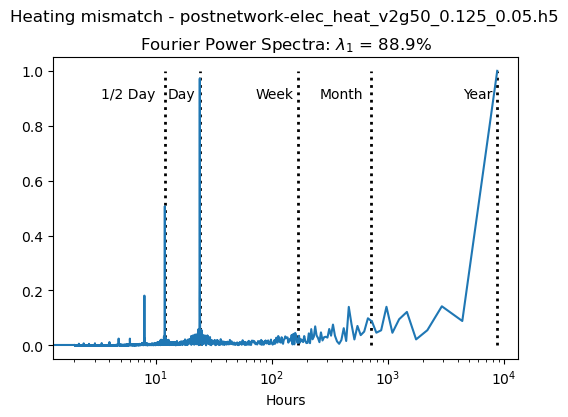 Heating mismatch - postnetwork-elec_heat_v2g50_0.125_0.05.h5
Fourier Power Spectra: λ₁ = 88.9%
1.0
0.8
0.6
0.4
0.2
0.0
1/2 Day
Day
Week
Month
Year
10¹
10²
10³
10⁴
Hours